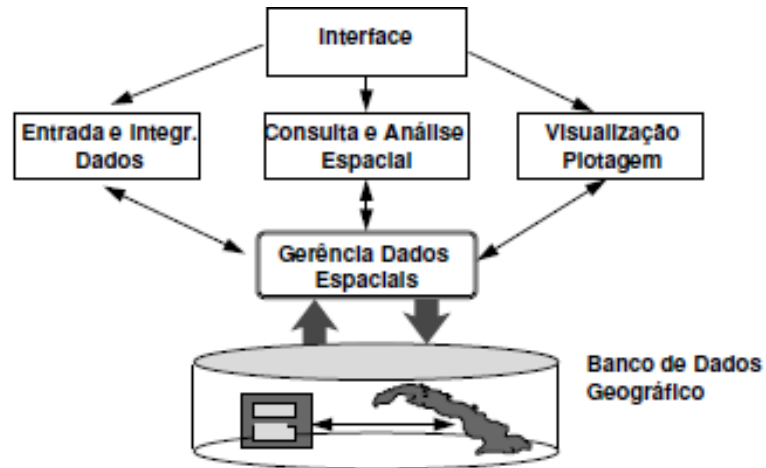 Interface
Entrada e Integr.
Dados
Consulta e Análise
Espacial
Visualização
Plotagem
Gerência Dados
Espaciais
Banco de Dados
Geográfico